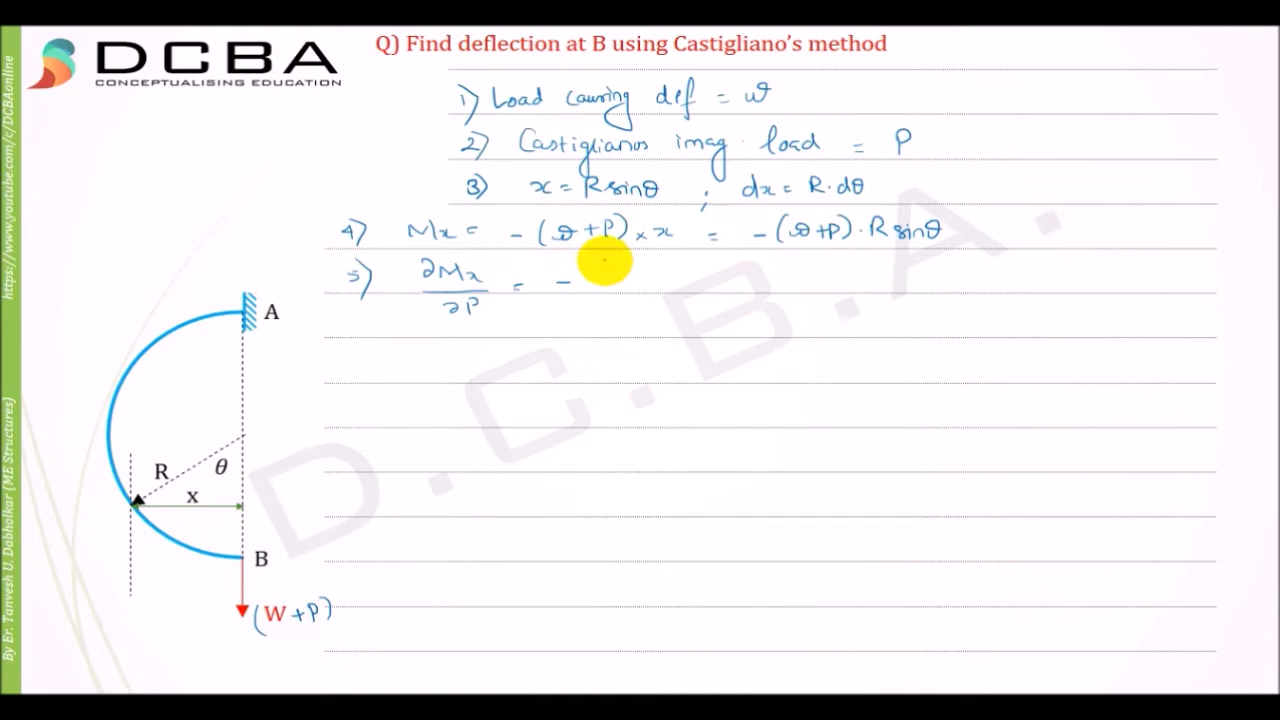 DCBA
CONCEPTUALISING EDUCATION
Q) Find deflection at B using Castigliano's method
1) Load causing def = w
2) Castiglianos imag. load = P
3) x = R sinθ ; dx = R·dθ
4) Mx = - (w+P) × x = - (w+P)·R sinθ
5) ∂Mx/∂P = -
A
R
θ
x
B
(W+P)
D.C.B.A.
https://www.youtube.com/c/DCBAonline
By Er. Tanvesh U. Dabholkar (ME Structures)